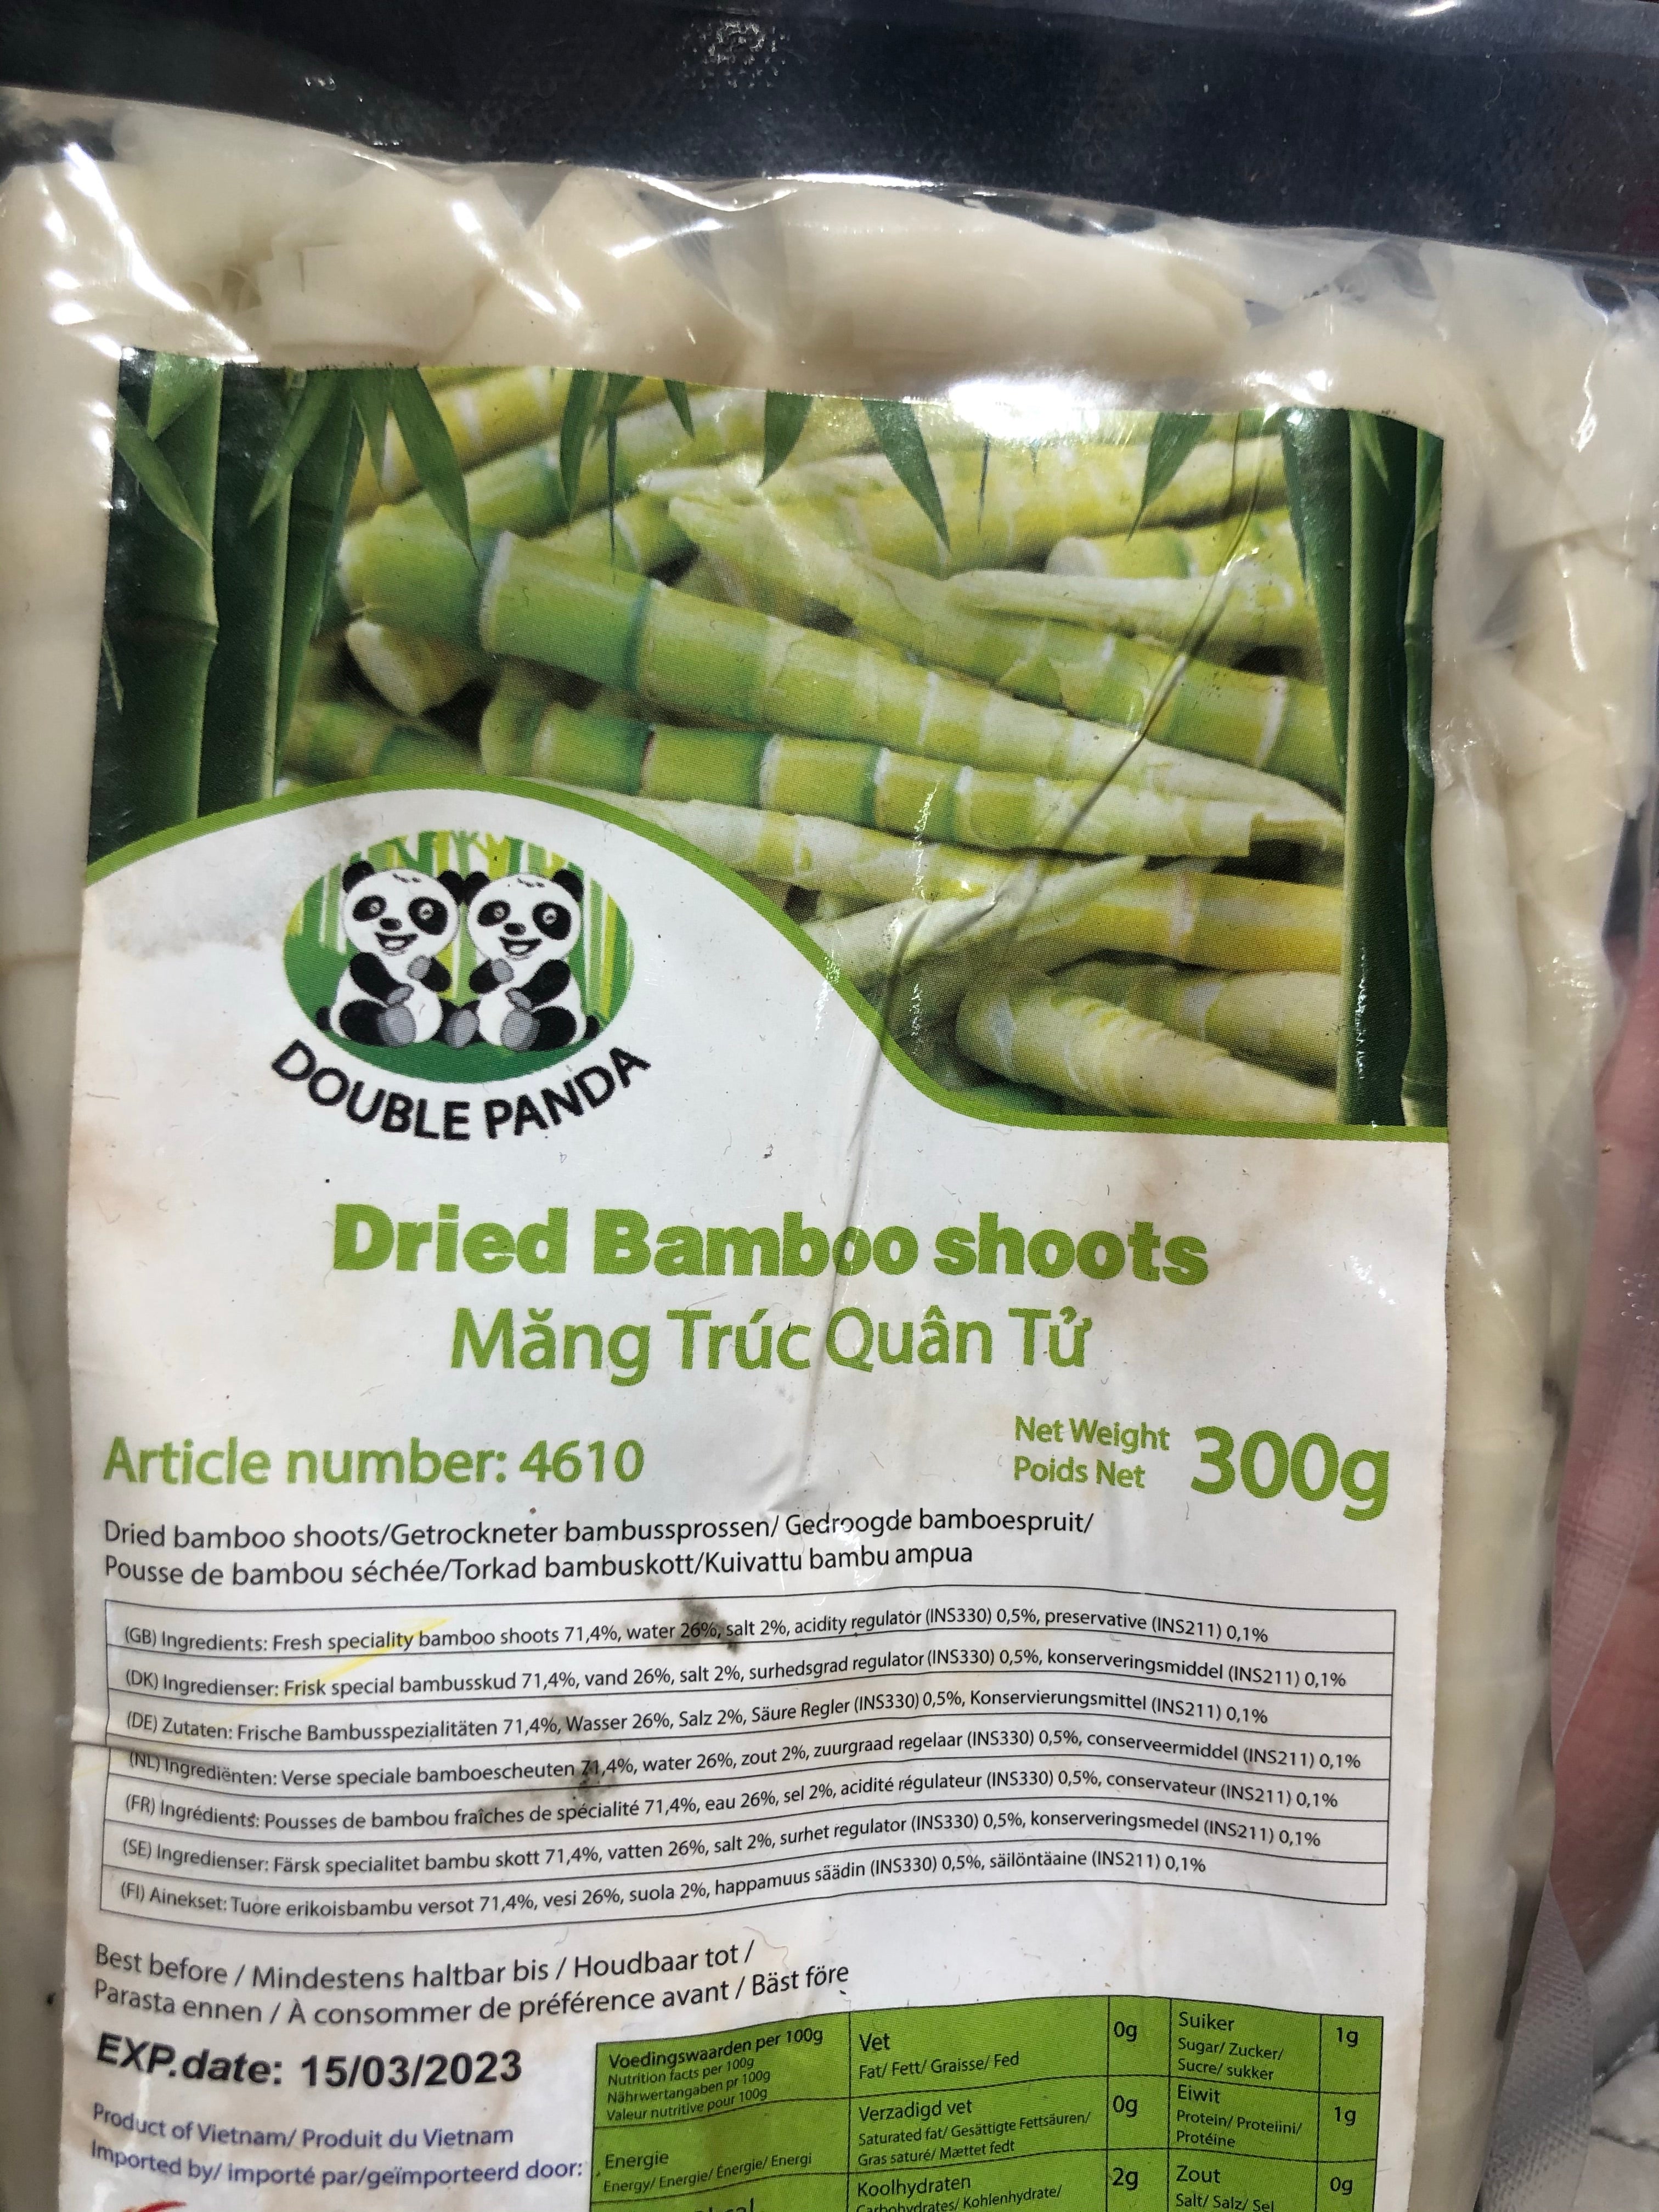 DOUBLE PANDA
Dried Bamboo shoots
Măng Trúc Quân Tử
Article number: 4610
Net Weight
Poids Net
300g
Dried bamboo shoots/Getrockneter bambussprossen/ Gedroogde bamboespruit/
Pousse de bambou séchée/Torkad bambuskott/Kuivattu bambu ampua
(GB) Ingredients: Fresh speciality bamboo shoots 71,4%, water 26%, salt 2%, acidity regulator (INS330) 0,5%, preservative (INS211) 0,1%
(DK) Ingredienser: Frisk special bambusskud 71,4%, vand 26%, salt 2%, surhedsgrad regulator (INS330) 0,5%, konserveringsmiddel (INS211) 0,1%
(DE) Zutaten: Frische Bambusspezialitäten 71,4%, Wasser 26%, Salz 2%, Säure Regler (INS330) 0,5%, Konservierungsmittel (INS211) 0,1%
(NL) Ingrediënten: Verse speciale bamboescheuten 71,4%, water 26%, zout 2%, zuurgraad regelaar (INS330) 0,5%, conserveermiddel (INS211) 0,1%
(FR) Ingrédients: Pousses de bambou fraîches de spécialité 71,4%, eau 26%, sel 2%, acidité régulateur (INS330) 0,5%, conservateur (INS211) 0,1%
(SE) Ingredienser: Färsk specialitet bambu skott 71,4%, vatten 26%, salt 2%, surhet regulator (INS330) 0,5%, konserveringsmedel (INS211) 0,1%
(FI) Ainekset: Tuore erikoisbambu versot 71,4%, vesi 26%, suola 2%, happamuus säädin (INS330) 0,5%, säilöntäaine (INS211) 0,1%
Best before / Mindestens haltbar bis / Houdbaar tot /
Parasta ennen / À consommer de préférence avant / Bäst före
EXP.date: 15/03/2023
Product of Vietnam/ Produit du Vietnam
Imported by/ importé par/geïmporteerd door:
Voedingswaarden per 100g
Nutrition facts per 100g
Nährwertangaben pr 100g
Valeur nutritive pour 100g
Energie
Energy/ Energie/ Énergie/ Energi
Vet
Fat/ Fett/ Graisse/ Fed
0g
Verzadigd vet
Saturated fat/ Gesättigte Fettsäuren/
Gras saturé/ Mættet fedt
0g
Koolhydraten
Carbohydrates/ Kohlenhydrate/
2g
Suiker
Sugar/ Zucker/
Sucre/ sukker
1g
Eiwit
Protein/ Proteiini/
Protéine
1g
Zout
Salt/ Salz/ Sel
0g